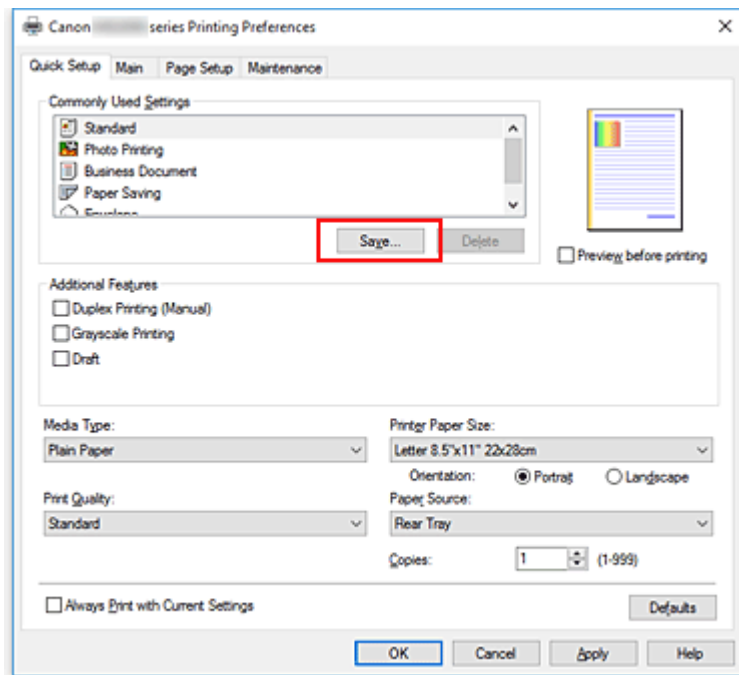 Canon series Printing Preferences
Quick Setup Main Page Setup Maintenance
Commonly Used Settings
Standard
Photo Printing
Business Document
Paper Saving
Envelope
Save... Delete
Preview before printing
Additional Features
Duplex Printing (Manual)
Grayscale Printing
Draft
Media Type:
Plain Paper
Printer Paper Size:
Letter 8.5"x11" 22x28cm
Orientation: Portrait Landscape
Print Quality:
Standard
Paper Source:
Rear Tray
Copies: 1 (1-999)
Always Print with Current Settings
Defaults
OK Cancel Apply Help